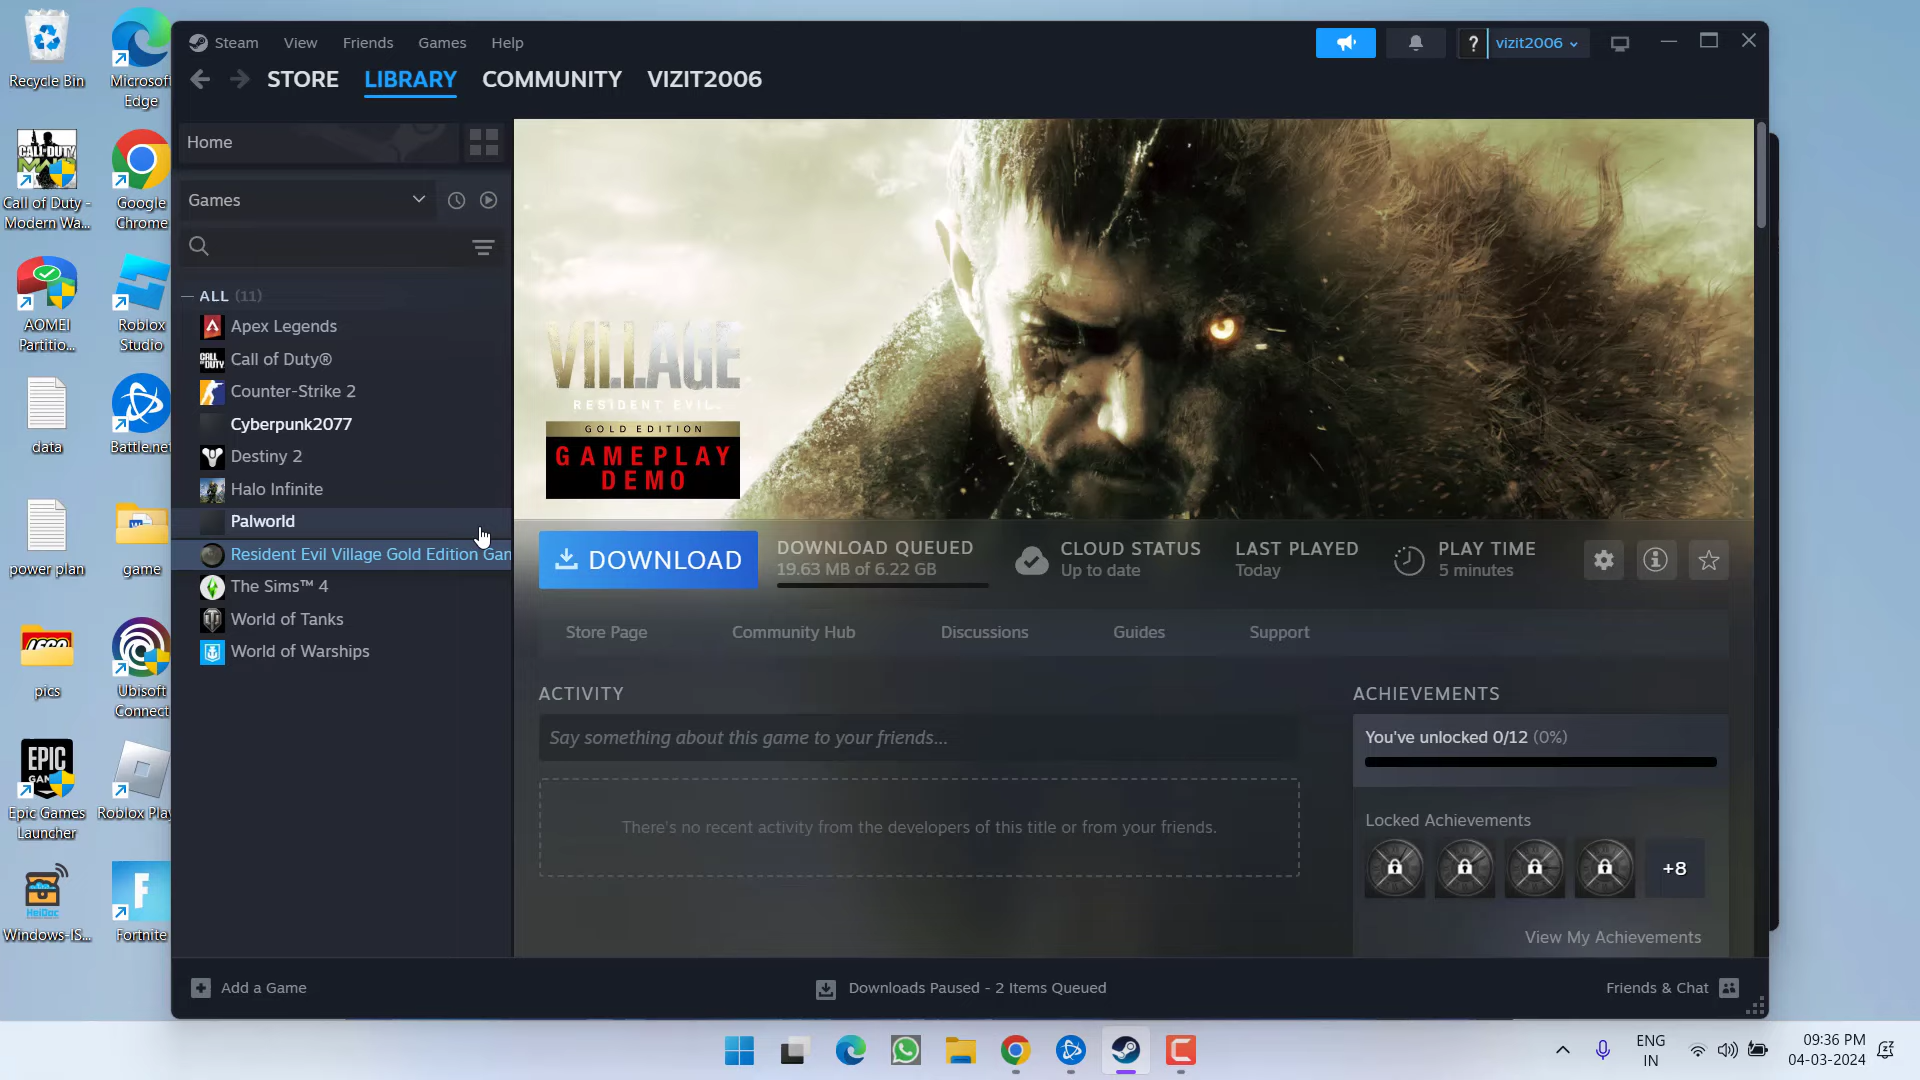 Recycle Bin
Microsoft
Edge
Call of Duty -
Modern Wa...
Google
Chrome
AOMEI
Partitio...
Roblox
Studio
data
Battle.net
power plan
game
pics
Ubisoft
Connect
Epic Games
Launcher
Roblox Play
Windows-IS...
Fortnite
Steam
View
Friends
Games
Help
?
vizit2006
STORE
LIBRARY
COMMUNITY
VIZIT2006
Home
Games
— ALL (11)
Apex Legends
Call of Duty®
Counter-Strike 2
Cyberpunk2077
Destiny 2
Halo Infinite
Palworld
Resident Evil Village Gold Edition Gam
The Sims™ 4
World of Tanks
World of Warships
VILLAGE
RESIDENT EVIL.
GOLD EDITION
GAMEPLAY
DEMO
DOWNLOAD
DOWNLOAD QUEUED
19.63 MB of 6.22 GB
CLOUD STATUS
Up to date
LAST PLAYED
Today
PLAY TIME
5 minutes
Store Page
Community Hub
Discussions
Guides
Support
ACTIVITY
Say something about this game to your friends...
There's no recent activity from the developers of this title or from your friends.
ACHIEVEMENTS
You've unlocked 0/12 (0%)
Locked Achievements
+8
View My Achievements
Add a Game
Downloads Paused - 2 Items Queued
Friends & Chat
ENG
IN
09:36 PM
04-03-2024